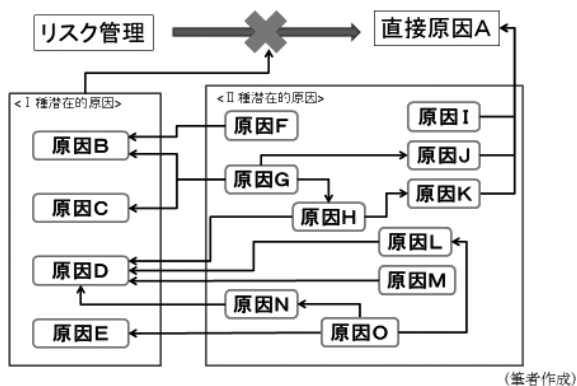 リスク管理
直接原因A
<Ⅰ種潜在的原因>
<Ⅱ種潜在的原因>
原因B
原因C
原因D
原因E
原因F
原因G
原因H
原因I
原因J
原因K
原因L
原因M
原因N
原因O
(筆者作成)